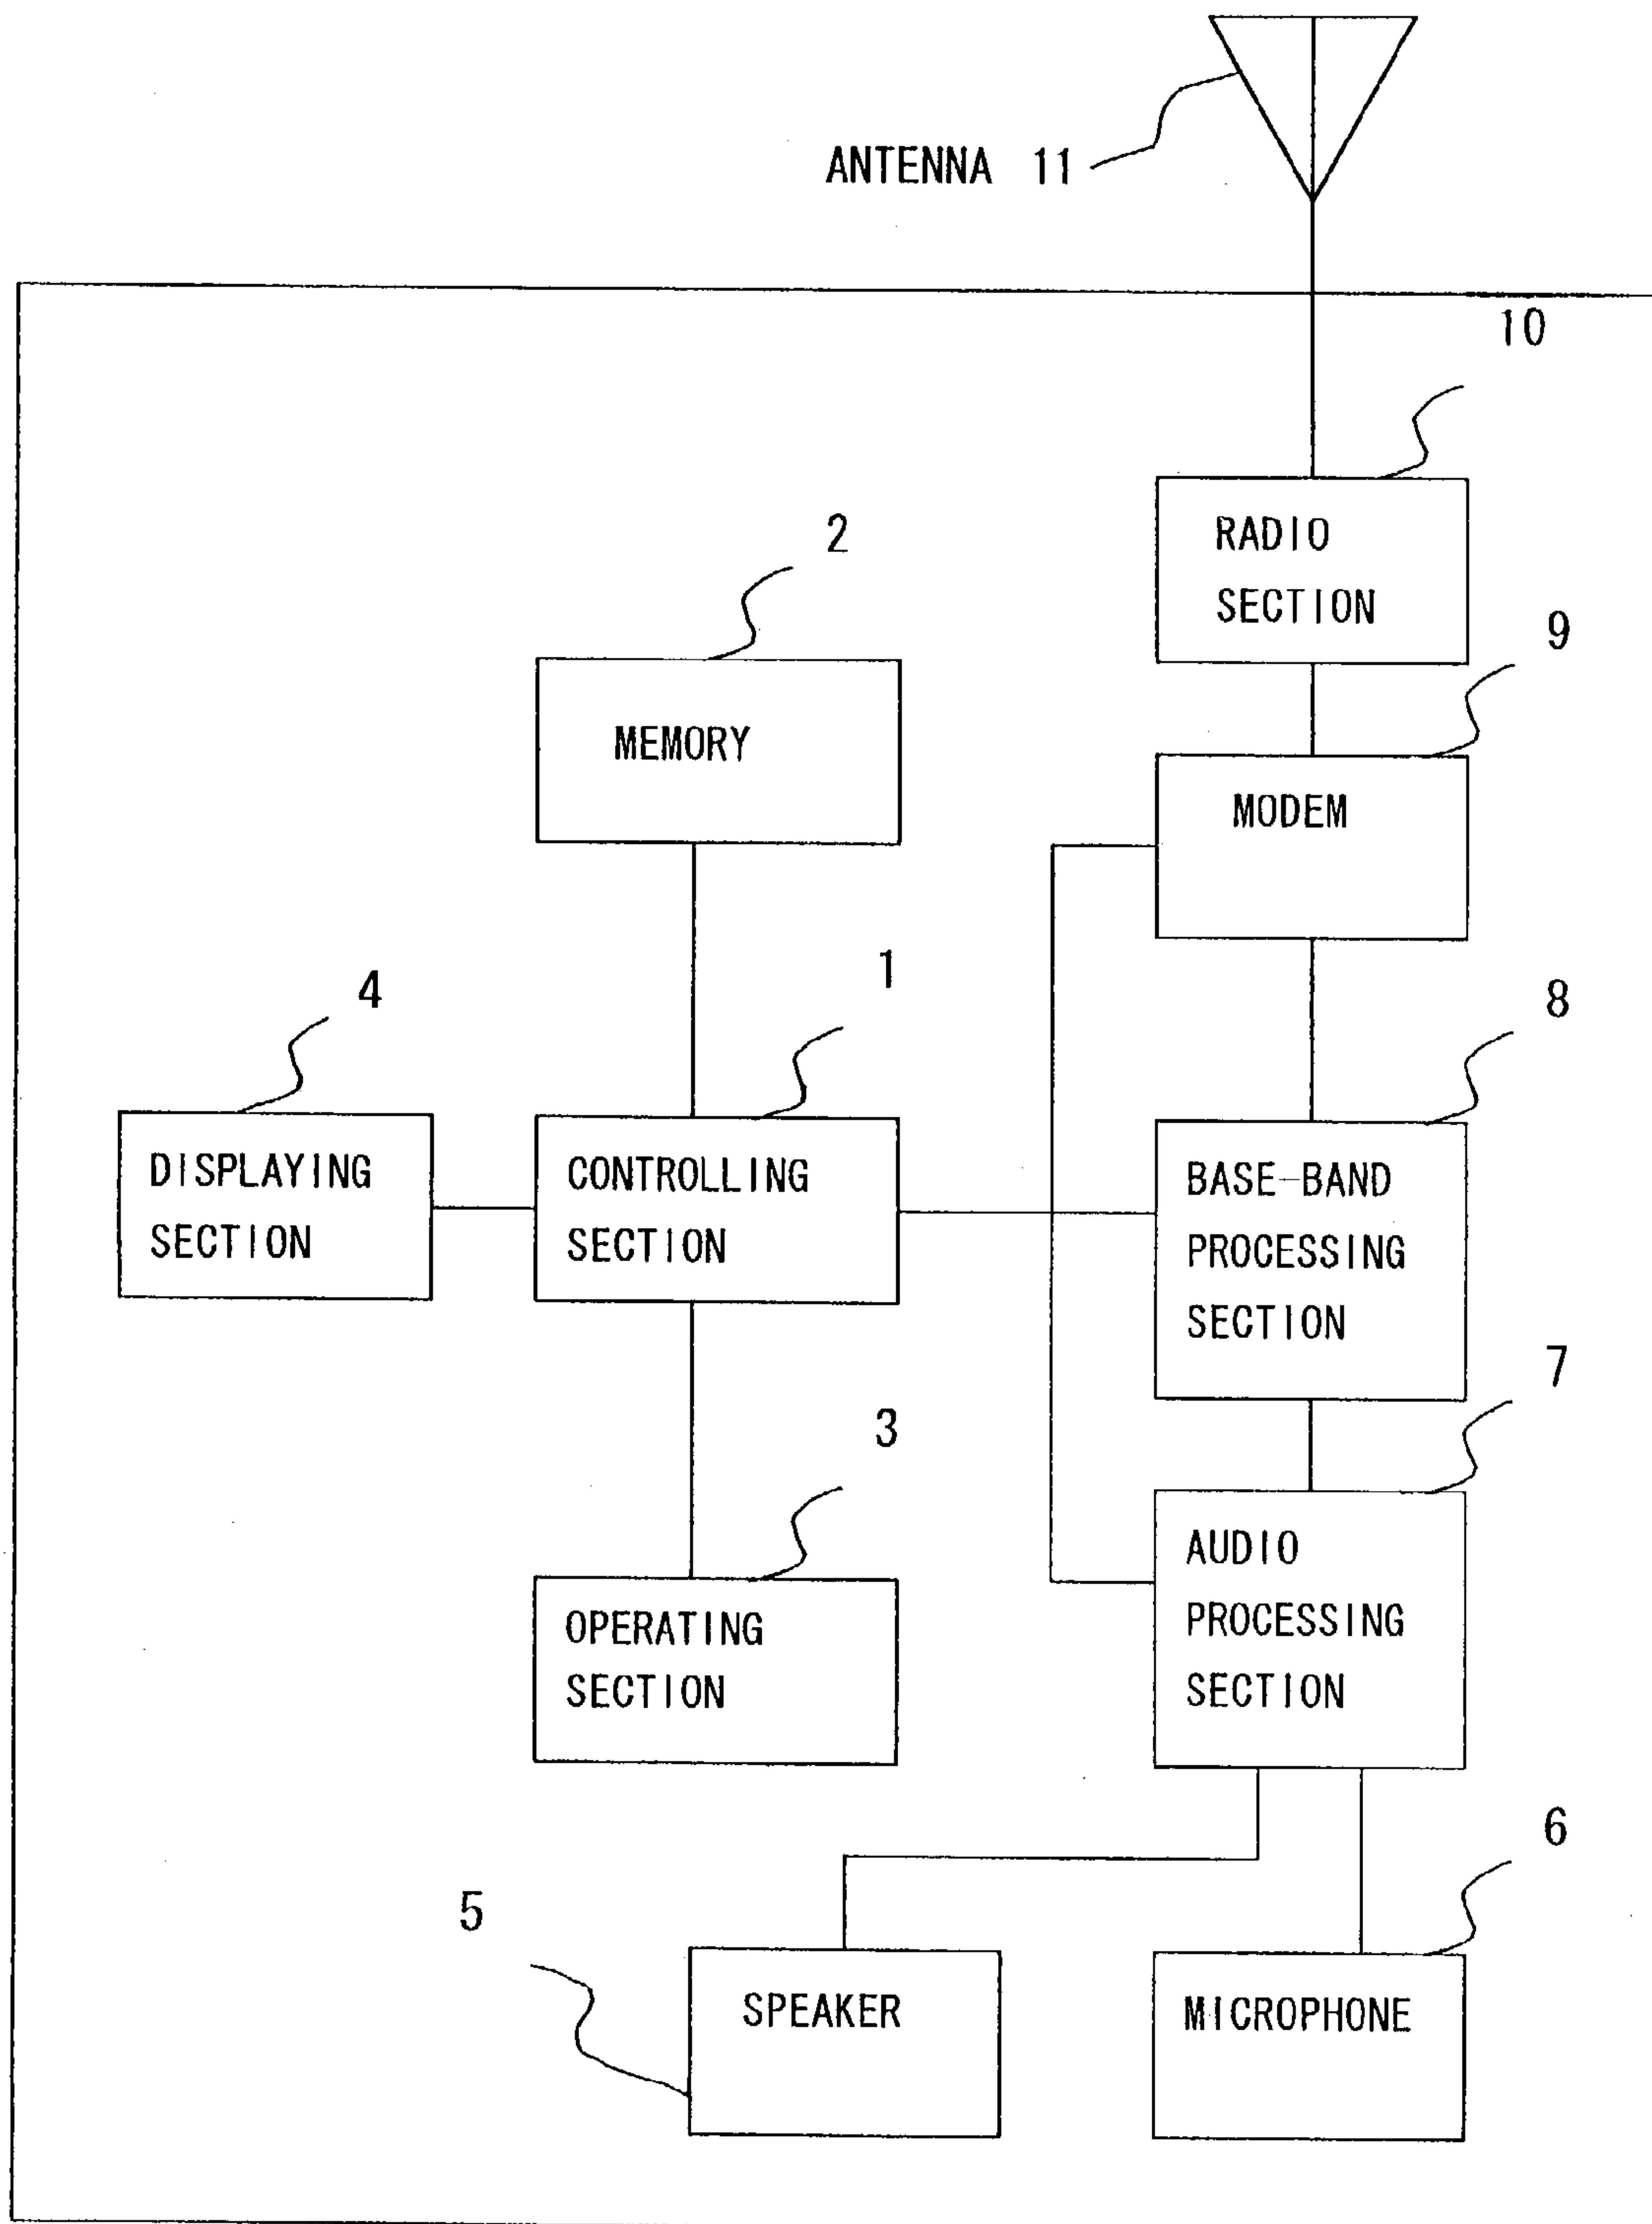 ANTENNA 11
10
RADIO
SECTION
2
9
MEMORY
MODEM
4
1
8
DISPLAYING
SECTION
CONTROLLING
SECTION
BASE-BAND
PROCESSING
SECTION
7
3
AUDIO
PROCESSING
SECTION
OPERATING
SECTION
6
5
SPEAKER
MICROPHONE